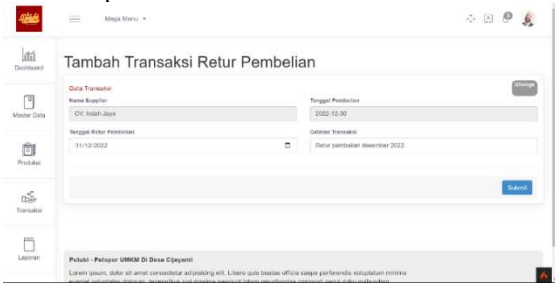 Mega Menu
Dashboard
Tambah Transaksi Retur Pembelian
Data Transaksi
Change
Nama Supplier
Tanggal Pembelian
CV. Indah Jaya
2022-12-30
Master Data
Tanggal Retur Pembelian
Catatan Transaksi
31/12/2022
Retur pembelian desember 2022
Produksi
Submit
Transaksi
Laporan
Pelubi - Pelopor UMKM Di Desa Cijayanti
Lorem ipsum, dolor sit amet consectetur adipisicing elit. Libero quis beatae officia saepe perferendis voluptatum minima